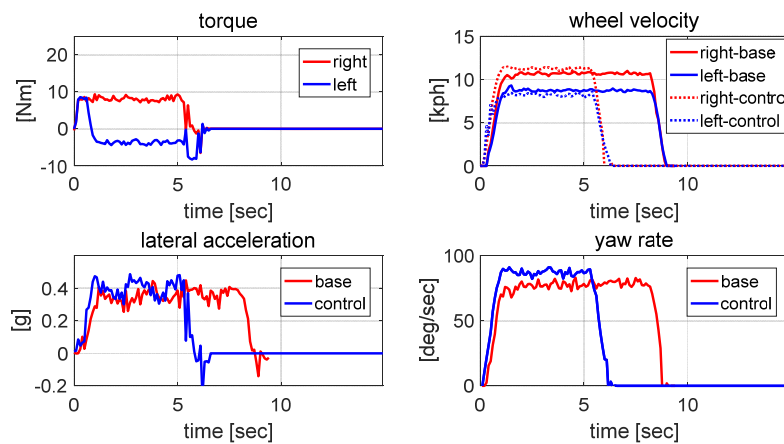 torque
25
20
10
0
-10
0
5
10
[Nm]
time [sec]
right
left
wheel velocity
15
10
5
0
0
5
10
[kph]
time [sec]
right-base
left-base
right-control
left-control
lateral acceleration
0.4
0.2
0
-0.2
0
5
10
[g]
time [sec]
base
control
yaw rate
100
50
0
0
5
10
[deg/sec]
time [sec]
base
control